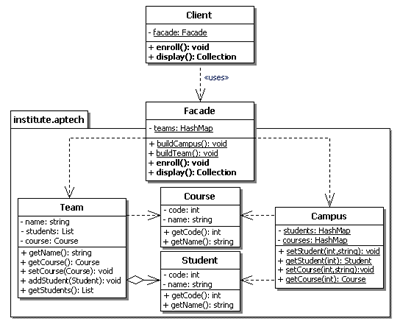 Client
- facade: Facade
+ enroll(): void
+ display(): Collection
«uses»
institute.aptech
Facade
- teams: HashMap
+ buildCampus(): void
+ buildTeam(): void
+ enroll(): void
+ display(): Collection
Team
- name: string
- students: List
- course: Course
+ getName(): string
+ getCourse(): Course
+ setCourse(Course): void
+ addStudent(Student): void
+ getStudents(): List
Course
- code: int
- name: string
+ getCode(): int
+ getName(): string
Student
- code: int
- name: string
+ getCode(): int
+ getName(): string
Campus
- students: HashMap
- courses: HashMap
+ setStudent(int,string): void
+ getStudent(int): Student
+ setCourse(int,string):void
+ getCourse(int): Course